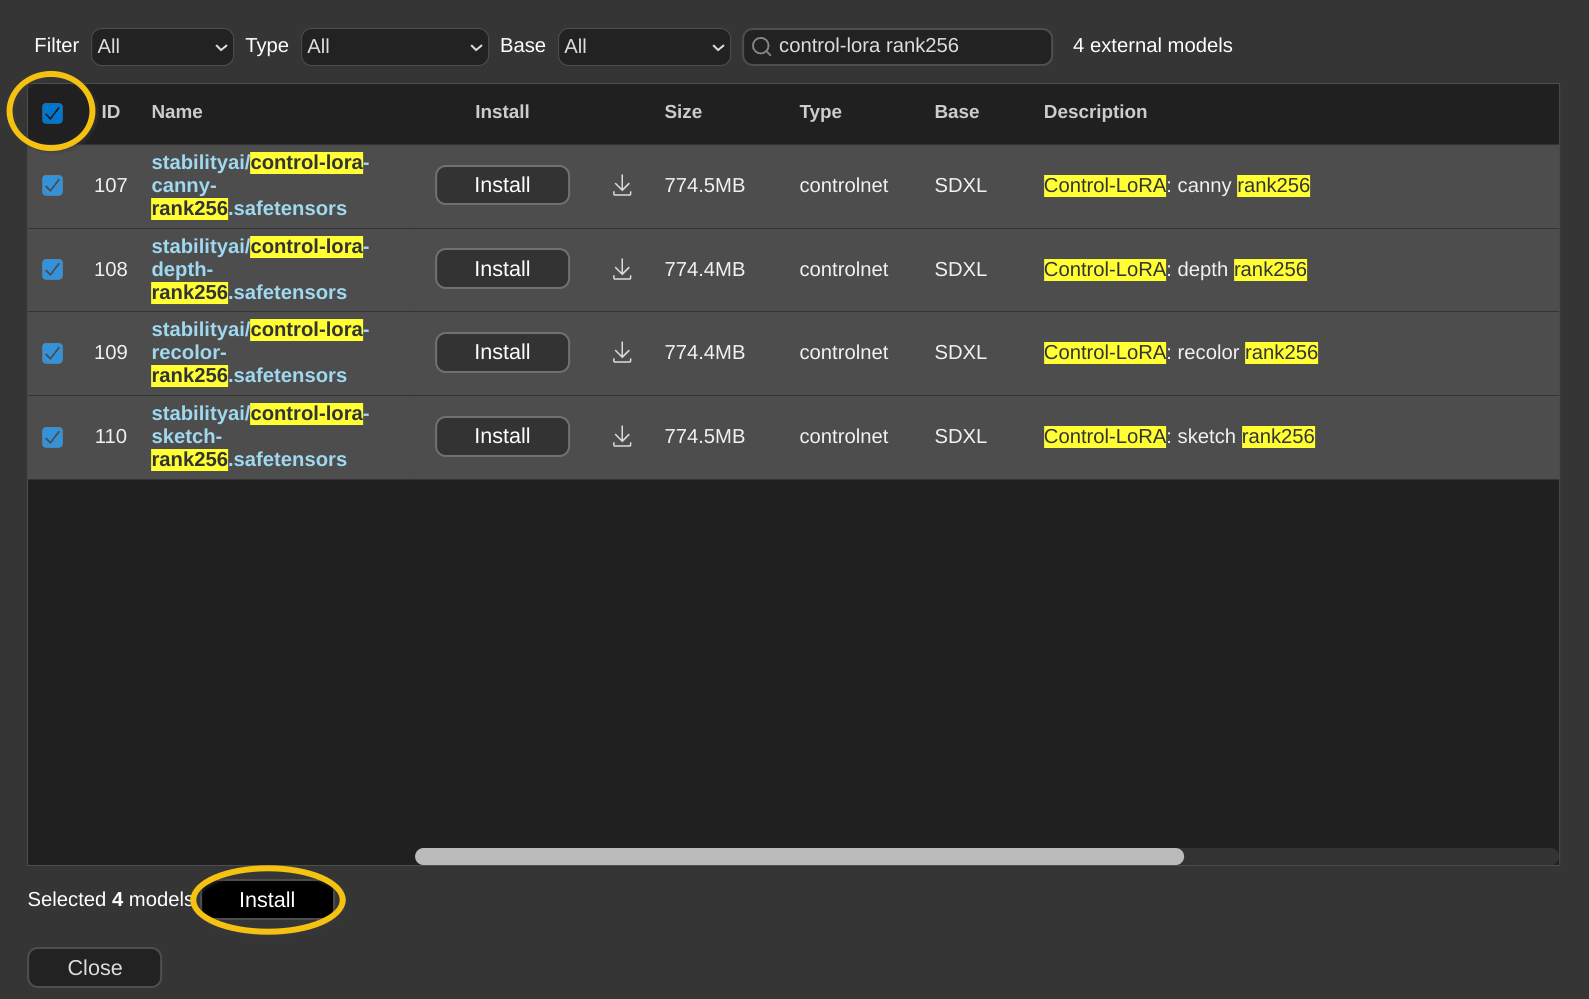 Filter All Type All Base All control-lora rank256 4 external models
ID Name Install Size Type Base Description
stabilityai/control-lora-
107 canny- Install 774.5MB controlnet SDXL Control-LoRA: canny rank256
rank256.safetensors
stabilityai/control-lora-
108 depth- Install 774.4MB controlnet SDXL Control-LoRA: depth rank256
rank256.safetensors
stabilityai/control-lora-
109 recolor- Install 774.4MB controlnet SDXL Control-LoRA: recolor rank256
rank256.safetensors
stabilityai/control-lora-
110 sketch- Install 774.5MB controlnet SDXL Control-LoRA: sketch rank256
rank256.safetensors
Selected 4 models Install
Close